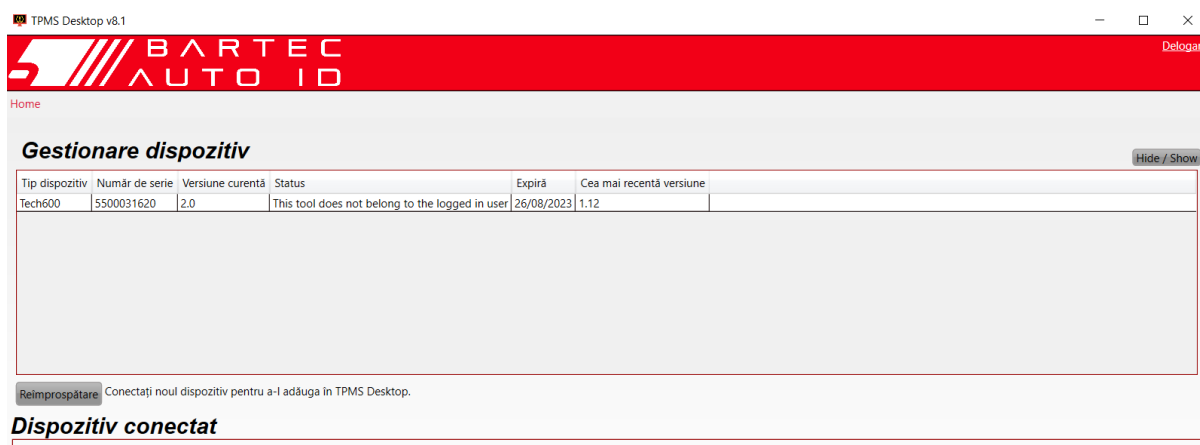 TPMS Desktop v8.1
BARTEC
AUTO ID
Delogar
Home
Gestionare dispozitiv
Hide / Show
Tip dispozitiv Număr de serie Versiune curentă Status Expiră Cea mai recentă versiune
Tech600 5500031620 2.0 This tool does not belong to the logged in user 26/08/2023 1.12
Reîmprospătare Conectați noul dispozitiv pentru a-l adăuga în TPMS Desktop.
Dispozitiv conectat